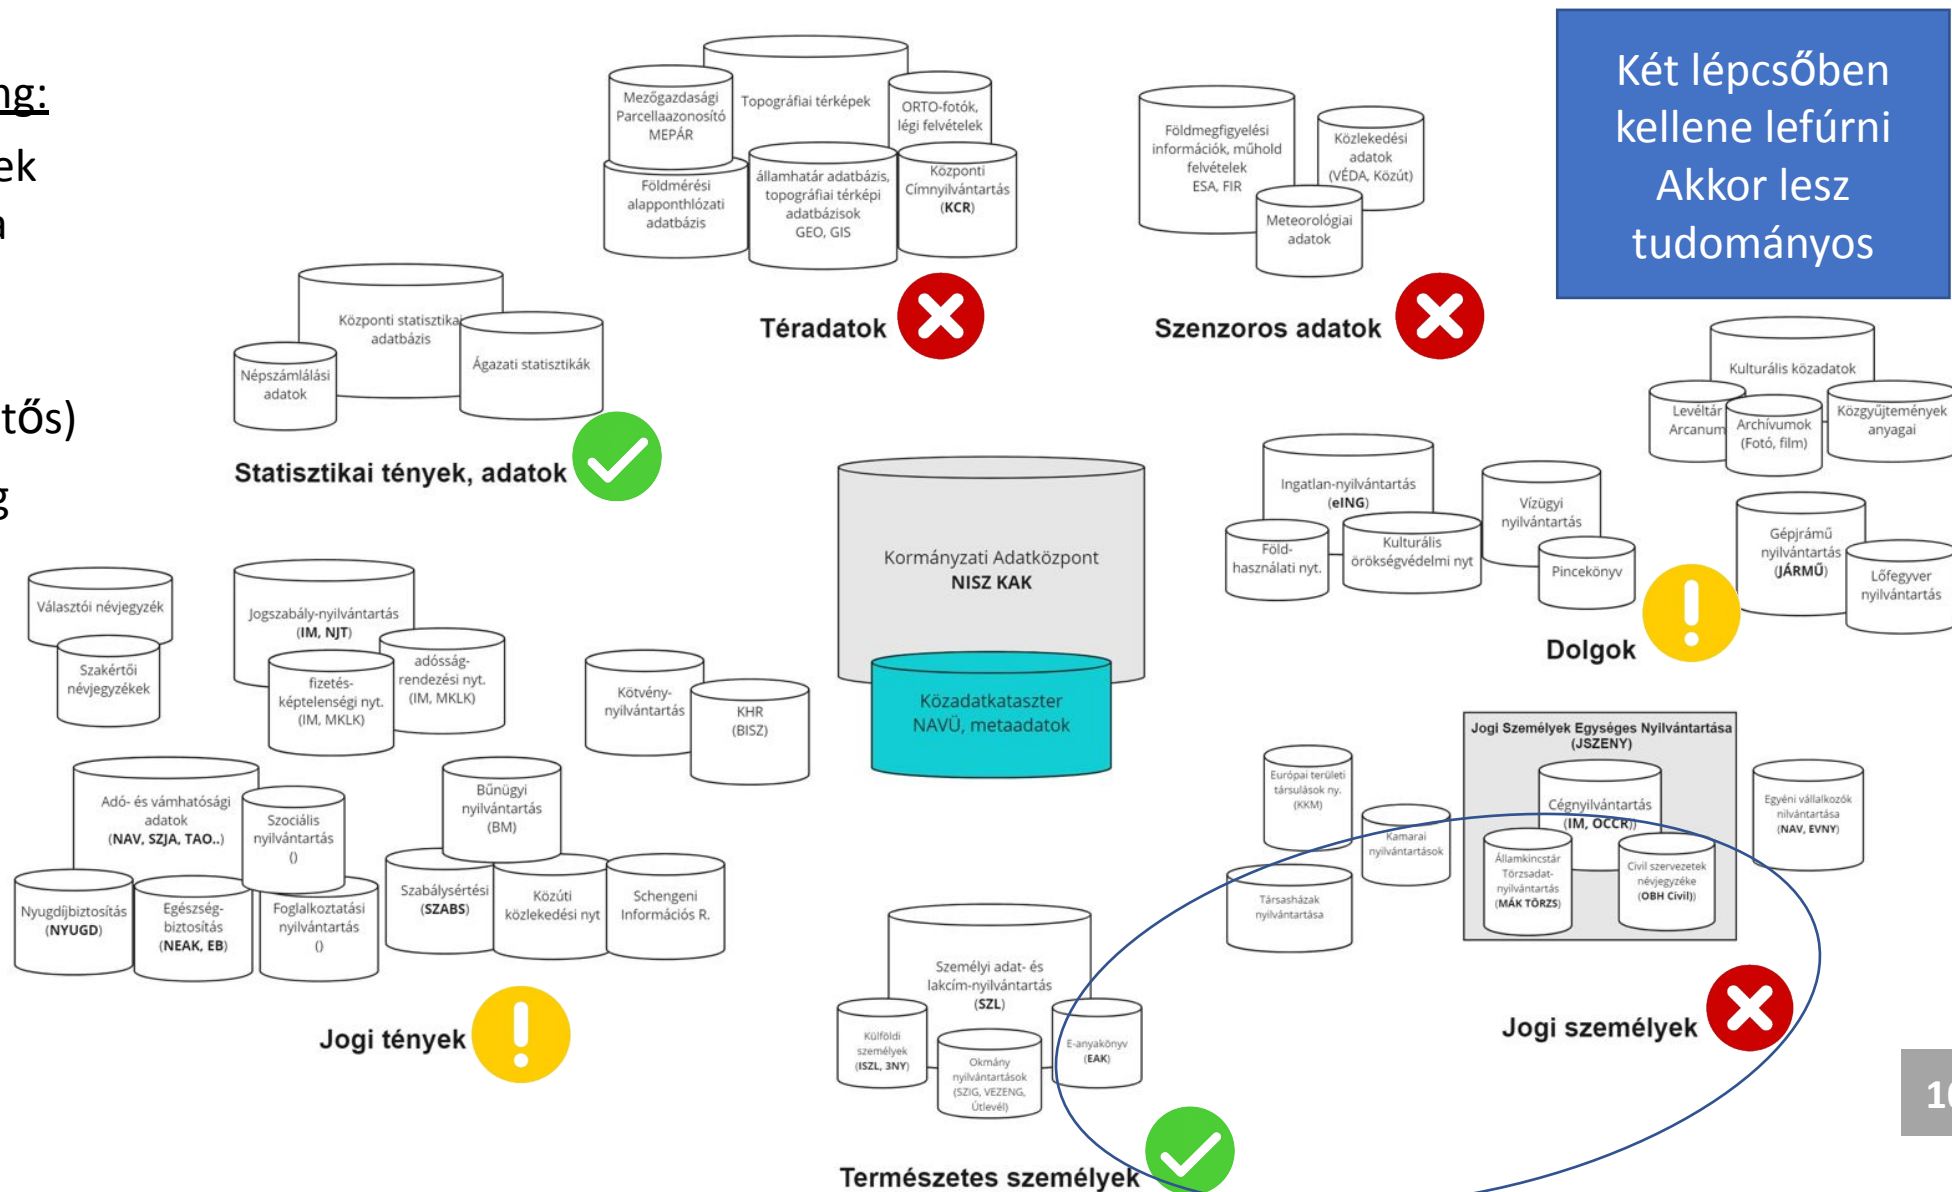 ng:
ek
a
tős)
g
Mezőgazdasági
Parcellaazonosító
MEPÁR
Topográfiai térképek
ORTO-fotók,
légi felvételek
Földmérési
alapponthlózati
adatbázis
államhatár adatbázis,
topográfiai térképi
adatbázisok
GEO, GIS
Központi
Címnyilvántartás
(KCR)
Téradatok
Földmegfigyelési
információk, műhold
felvételek
ESA, FIR
Közlekedési
adatok
(VÉDA, Közút)
Meteorológiai
adatok
Szenzoros adatok
Két lépcsőben
kellene lefúrni
Akkor lesz
tudományos
Központi statisztikai
adatbázis
Népszámlálási
adatok
Ágazati statisztikák
Statisztikai tények, adatok
Kulturális közadatok
Levéltár
Arcanum
Archívumok
(Fotó, film)
Közgyűjtemények
anyagai
Ingatlan-nyilvántartás
(eING)
Föld-
használati nyt.
Kulturális
örökségvédelmi nyt
Vízügyi
nyilvántartás
Pincekönyv
Gépjrámű
nyilvántartás
(JÁRMŰ)
Lőfegyver
nyilvántartás
Dolgok
Kormányzati Adatközpont
NISZ KAK
Közadatkataszter
NAVÜ, metaadatok
Választói névjegyzék
Szakértői
névjegyzékek
Jogszabály-nyilvántartás
(IM, NJT)
fizetés-
képtelenségi nyt.
(IM, MKLK)
adósság-
rendezési nyt.
(IM, MKLK)
Kötvény-
nyilvántartás
KHR
(BISZ)
Adó- és vámhatósági
adatok
(NAV, SZJA, TAO..)
Szociális
nyilvántartás
()
Nyugdíjbiztosítás
(NYUGD)
Egészség-
biztosítás
(NEAK, EB)
Foglalkoztatási
nyilvántartás
()
Bűnügyi
nyilvántartás
(BM)
Szabálysértési
(SZABS)
Közúti
közlekedési nyt
Schengeni
Információs R.
Jogi tények
Jogi Személyek Egységes Nyilvántartása
(JSZENY)
Cégnyilvántartás
(IM, OCCR))
Államkincstár
Törzsadat-
nyilvántartás
(MÁK TÖRZS)
Civil szervezetek
névjegyzéke
(OBH Civil))
Európai területi
társulások ny.
(KKM)
Kamarai
nyilvántartások
Társasházak
nyilvántartása
Egyéni vállalkozók
nilvántartása
(NAV, EVNY)
Jogi személyek
Személyi adat- és
lakcím-nyilvántartás
(SZL)
Külföldi
személyek
(ISZL, 3NY)
Okmány
nyilvántartások
(SZIG, VEZENG,
Útlevél)
E-anyakönyv
(EAK)
Természetes személyek